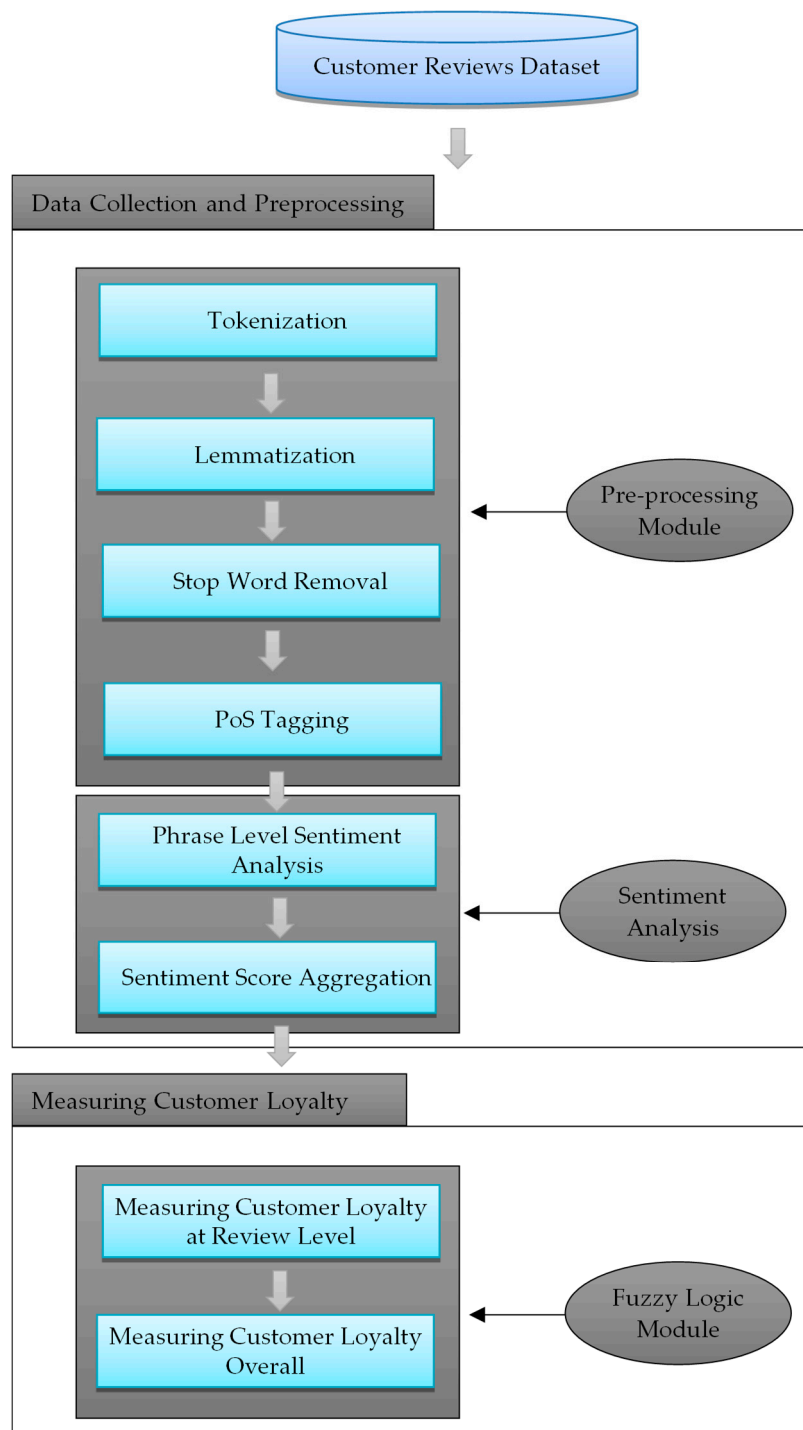 Customer Reviews Dataset
Data Collection and Preprocessing
Tokenization
Lemmatization
Pre-processing
Module
Stop Word Removal
PoS Tagging
Phrase Level Sentiment
Analysis
Sentiment
Analysis
Sentiment Score Aggregation
Measuring Customer Loyalty
Measuring Customer Loyalty
at Review Level
Fuzzy Logic
Module
Measuring Customer Loyalty
Overall